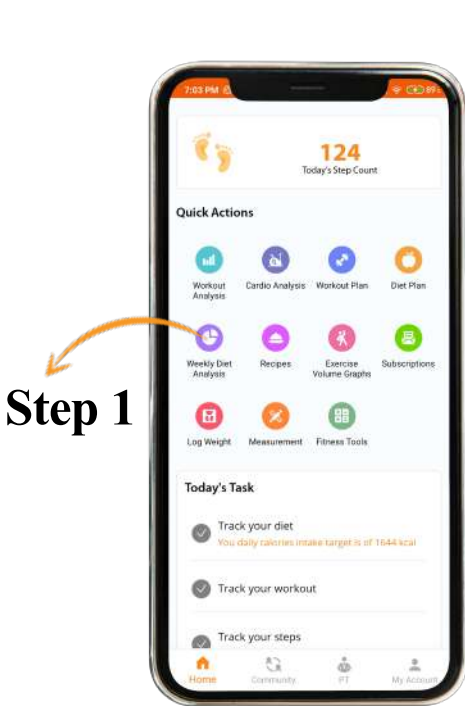 7:03 PM
89
124
Today's Step Count
Quick Actions
Workout Analysis
Cardio Analysis
Workout Plan
Diet Plan
Weekly Diet Analysis
Recipes
Exercise Volume Graphs
Subscriptions
Step 1
Log Weight
Measurement
Fitness Tools
Today's Task
Track your diet
You daily calories intake target is of 1644 kcal
Track your workout
Track your steps
Home
Community
PT
My Account